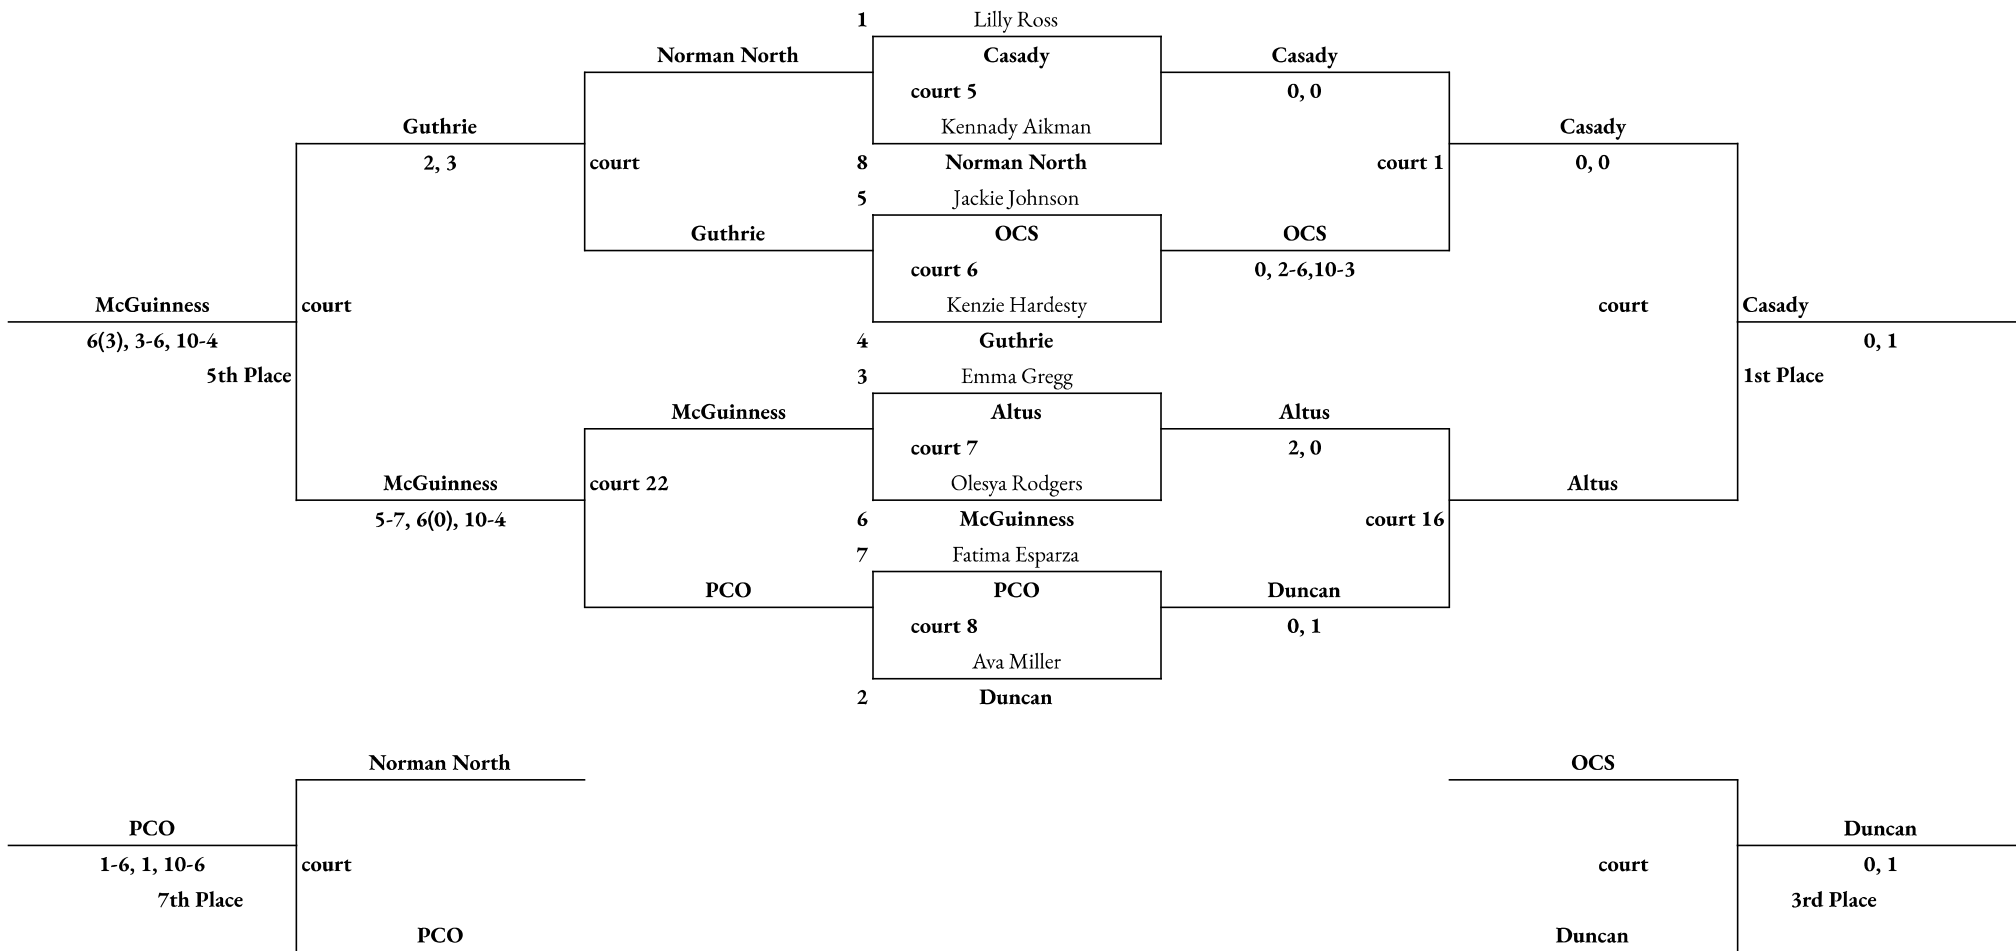 1 Lilly Ross
Norman North Casady Casady
court 5 0, 0
Guthrie Kennady Aikman Casady
2, 3 court 8 Norman North court 1 0, 0
5 Jackie Johnson
Guthrie OCS OCS
court 6 0, 2-6,10-3
McGuinness court Kenzie Hardesty court Casady
6(3), 3-6, 10-4 4 Guthrie 0, 1
5th Place 3 Emma Gregg 1st Place
McGuinness Altus Altus
court 7 2, 0
McGuinness court 22 Olesya Rodgers Altus
5-7, 6(0), 10-4 6 McGuinness court 16
7 Fatima Esparza
PCO PCO Duncan
court 8 0, 1
Ava Miller
2 Duncan
Norman North OCS
PCO Duncan
1-6, 1, 10-6 court court 0, 1
7th Place 3rd Place
PCO Duncan